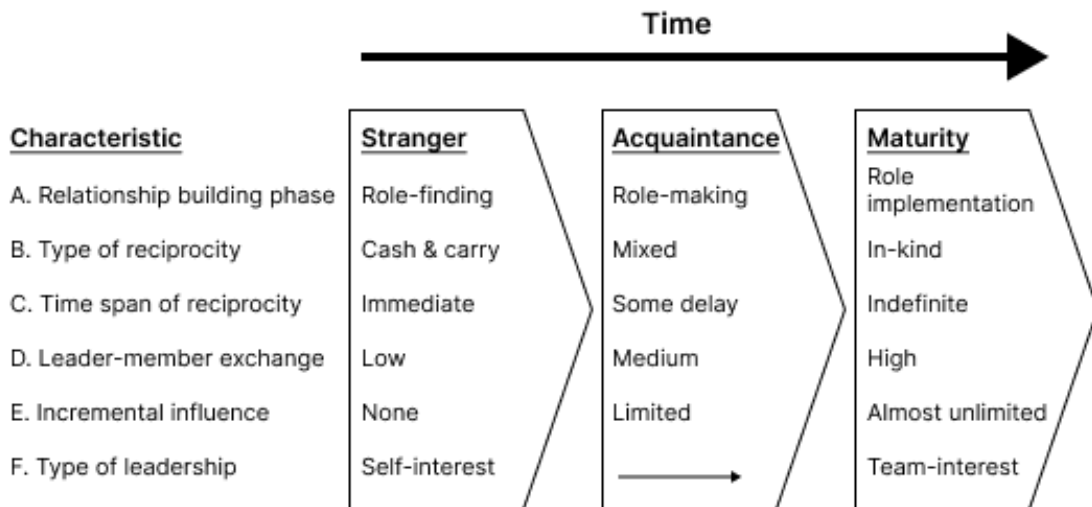 Time
Characteristic Stranger Acquaintance Maturity
A. Relationship building phase Role-finding Role-making Role
implementation
B. Type of reciprocity Cash & carry Mixed In-kind
C. Time span of reciprocity Immediate Some delay Indefinite
D. Leader-member exchange Low Medium High
E. Incremental influence None Limited Almost unlimited
F. Type of leadership Self-interest Team-interest